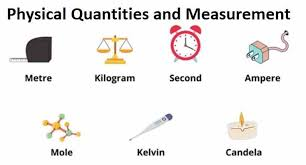 Physical Quantities and Measurement
Metre Kilogram Second Ampere
Mole Kelvin Candela